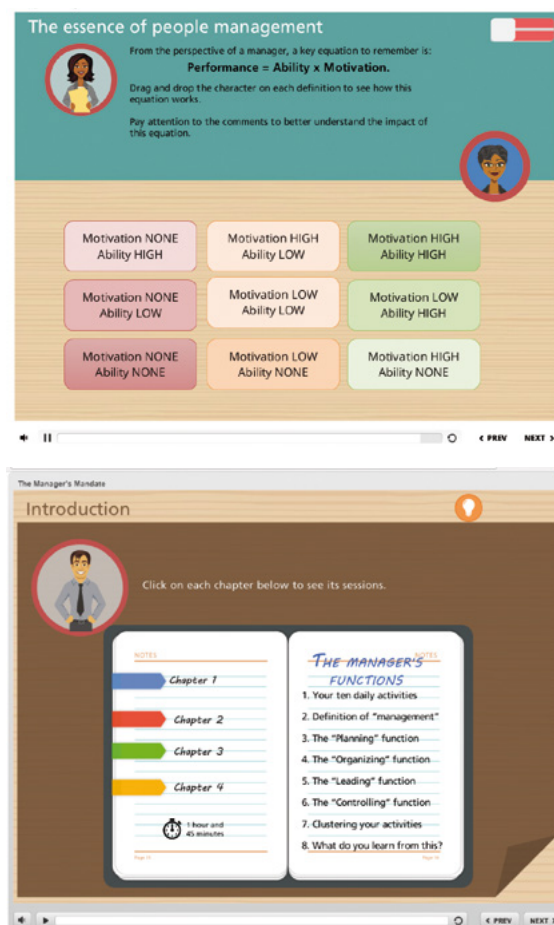 The essence of people management
From the perspective of a manager, a key equation to remember is:
Performance = Ability x Motivation.
Drag and drop the character on each definition to see how this
equation works.
Pay attention to the comments to better understand the impact of
this equation.
Motivation NONE
Ability HIGH
Motivation HIGH
Ability LOW
Motivation HIGH
Ability HIGH
Motivation NONE
Ability LOW
Motivation LOW
Ability LOW
Motivation LOW
Ability HIGH
Motivation NONE
Ability NONE
Motivation LOW
Ability NONE
Motivation HIGH
Ability NONE
< PREV NEXT >
The Manager's Mandate
Introduction
Click on each chapter below to see its sessions.
NOTES
Chapter 1
Chapter 2
Chapter 3
Chapter 4
1 hour and
45 minutes
NOTES
THE MANAGER'S
FUNCTIONS
1. Your ten daily activities
2. Definition of "management"
3. The "Planning" function
4. The "Organizing" function
5. The "Leading" function
6. The "Controlling" function
7. Clustering your activities
8. What do you learn from this?
< PREV NEXT >